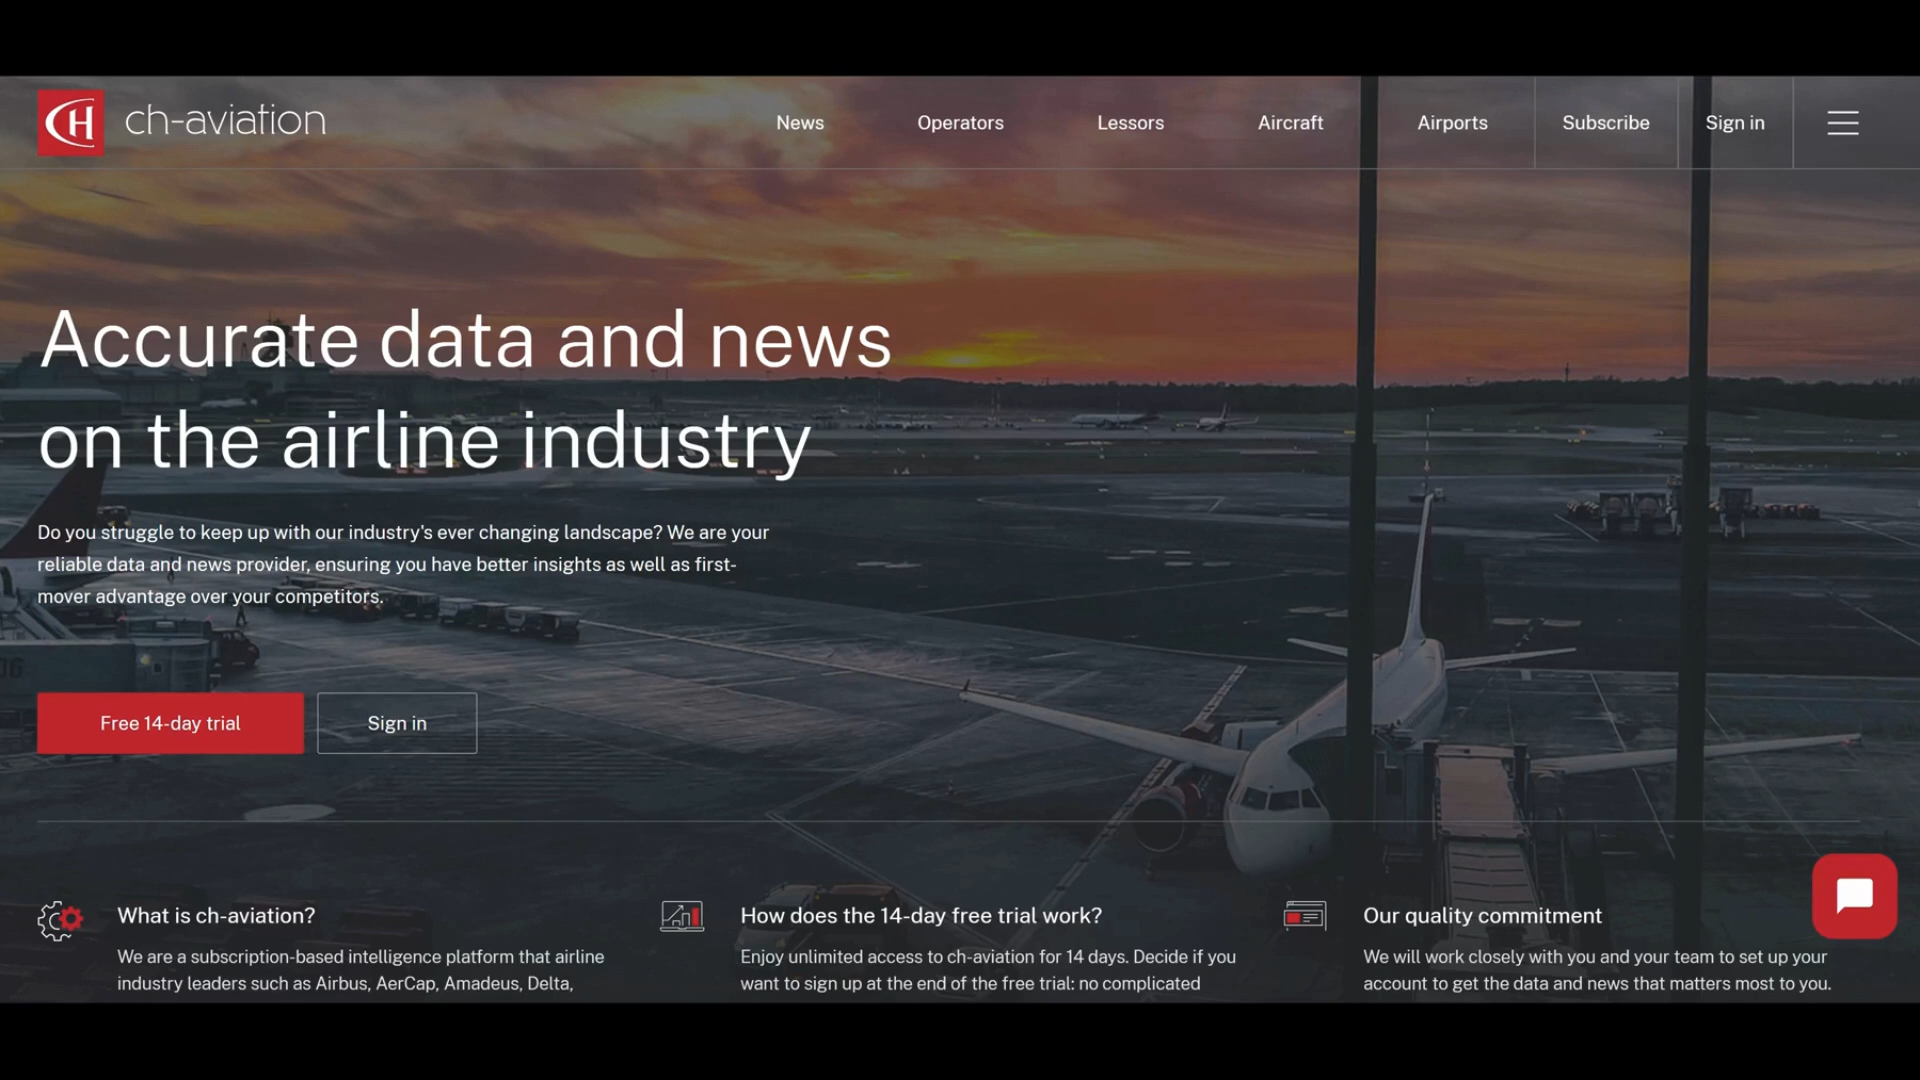 CH ch-aviation News Operators Lessors Aircraft Airports Subscribe Sign in
Accurate data and news
on the airline industry
Do you struggle to keep up with our industry's ever changing landscape? We are your
reliable data and news provider, ensuring you have better insights as well as first-
mover advantage over your competitors.
06
Free 14-day trial Sign in
What is ch-aviation?
We are a subscription-based intelligence platform that airline
industry leaders such as Airbus, AerCap, Amadeus, Delta,
How does the 14-day free trial work?
Enjoy unlimited access to ch-aviation for 14 days. Decide if you
want to sign up at the end of the free trial: no complicated
Our quality commitment
We will work closely with you and your team to set up your
account to get the data and news that matters most to you.